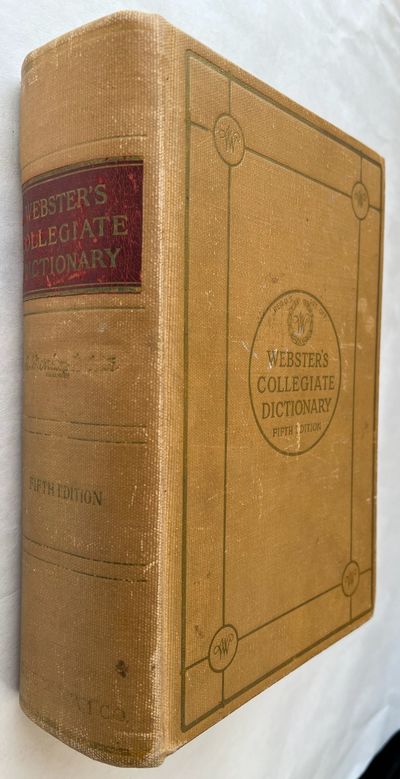 WEBSTER'S
COLLEGIATE
DICTIONARY
FIFTH EDITION
W
W
W
W
W
WEBSTER'S
COLLEGIATE
DICTIONARY
FIFTH EDITION